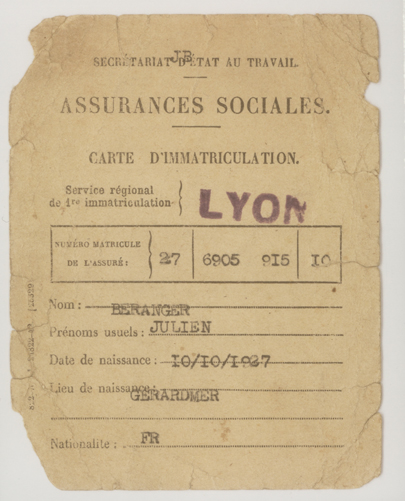 JB
SECRÉTARIAT D'ÉTAT AU TRAVAIL.
ASSURANCES SOCIALES.
CARTE D'IMMATRICULATION.
Service régional
de 1re immatriculation
LYON
NUMÉRO MATRICULE
DE L'ASSURÉ : 27 6905 915 10
Nom : BERANGER
Prénoms usuels : JULIEN
Date de naissance : 10/10/1927
Lieu de naissance : GERARDMER
Nationalité : FR